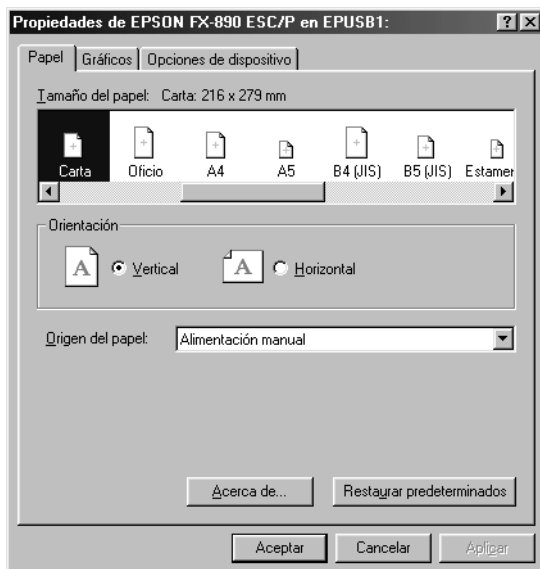 Propiedades de EPSON FX-890 ESC/P en EPUSB1:
Papel Gráficos Opciones de dispositivo
Tamaño del papel: Carta: 216 x 279 mm
Carta Oficio A4 A5 B4 (JIS) B5 (JIS) Estamen
Orientación
A Vertical A Horizontal
Origen del papel: Alimentación manual
Acerca de... Restaurar predeterminados
Aceptar Cancelar Aplicar